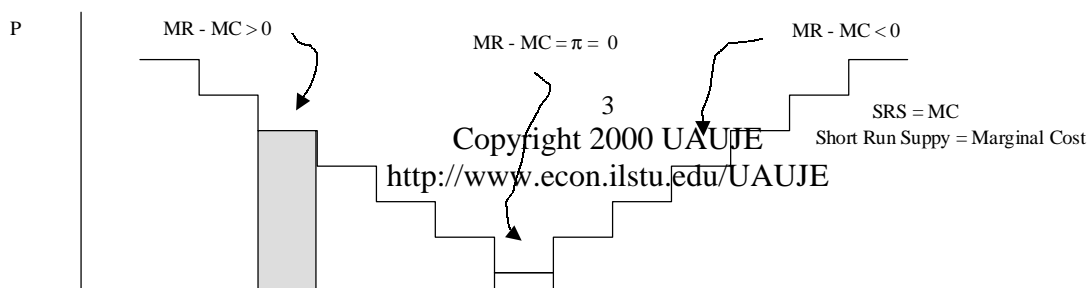 P
MR - MC > 0
MR - MC = π = 0
MR - MC < 0
3
Copyright 2000 UAUJE
http://www.econ.ilstu.edu/UAUJE
SRS = MC
Short Run Suppy = Marginal Cost